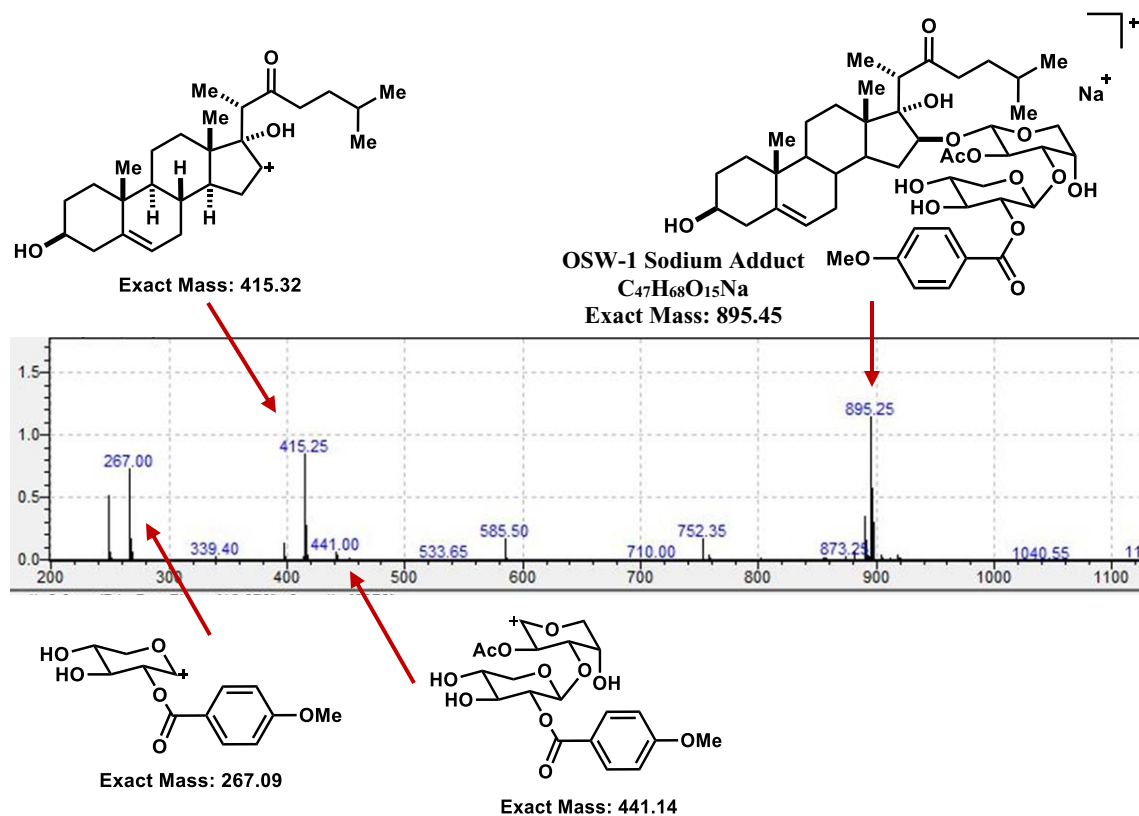 O
Me
Me
Me
OH
Me
Me
+
H
H
H
HO
Exact Mass: 415.32
+
O
Me
Me
Me
OH
Me
Na+
O
O
AcO
O
OH
Me
HO
O
HO
O
O
HO
MeO
O
OSW-1 Sodium Adduct
C47H68O15Na
Exact Mass: 895.45
1.5
1.0
0.5
0.0
895.25
415.25
267.00
339.40
441.00
533.65
585.50
710.00
752.35
873.25
1040.55
11
200
300
400
500
600
700
800
900
1000
1100
HO
HO
O
+
O
O
OMe
Exact Mass: 267.09
+
O
AcO
O
HO
HO
O
OH
O
O
OMe
Exact Mass: 441.14